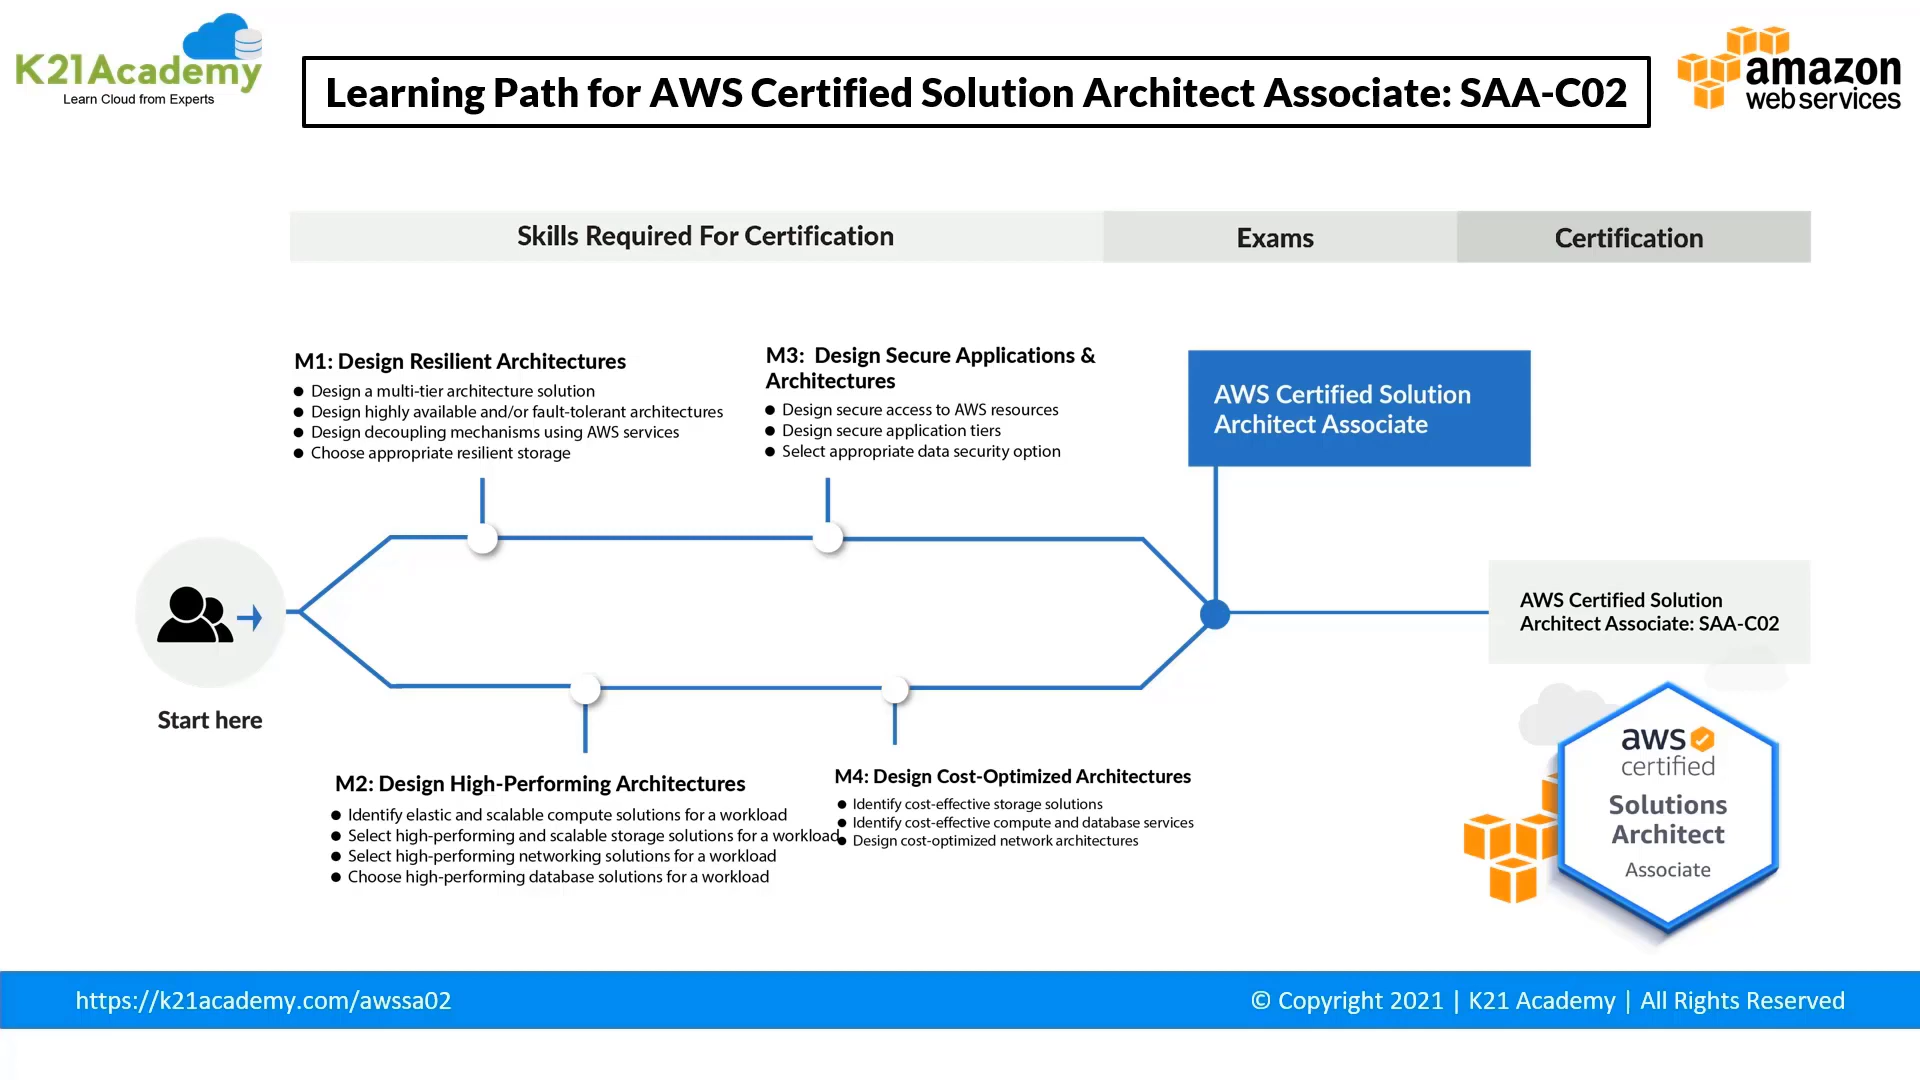 K21Academy
Learn Cloud from Experts
Learning Path for AWS Certified Solution Architect Associate: SAA-C02
amazon
web services
Skills Required For Certification
Exams
Certification
M1: Design Resilient Architectures
● Design a multi-tier architecture solution
● Design highly available and/or fault-tolerant architectures
● Design decoupling mechanisms using AWS services
● Choose appropriate resilient storage
M3: Design Secure Applications &
Architectures
● Design secure access to AWS resources
● Design secure application tiers
● Select appropriate data security option
AWS Certified Solution
Architect Associate
Start here
AWS Certified Solution
Architect Associate: SAA-C02
M2: Design High-Performing Architectures
● Identify elastic and scalable compute solutions for a workload
● Select high-performing and scalable storage solutions for a workload
● Select high-performing networking solutions for a workload
● Choose high-performing database solutions for a workload
M4: Design Cost-Optimized Architectures
● Identify cost-effective storage solutions
● Identify cost-effective compute and database services
● Design cost-optimized network architectures
aws
certified
Solutions
Architect
Associate
https://k21academy.com/awssa02
© Copyright 2021 | K21 Academy | All Rights Reserved